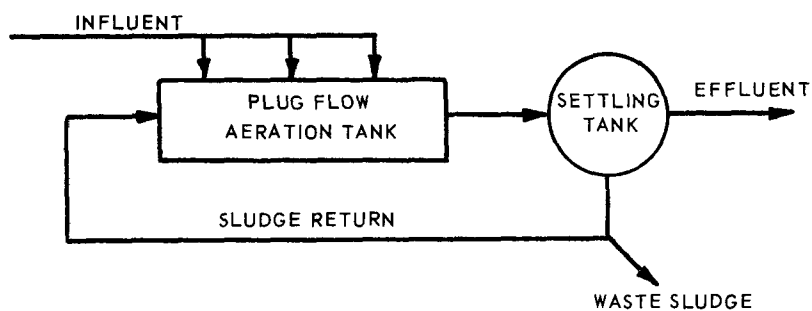 INFLUENT
PLUG FLOW
AERATION TANK
SETTLING
TANK
EFFLUENT
SLUDGE RETURN
WASTE SLUDGE